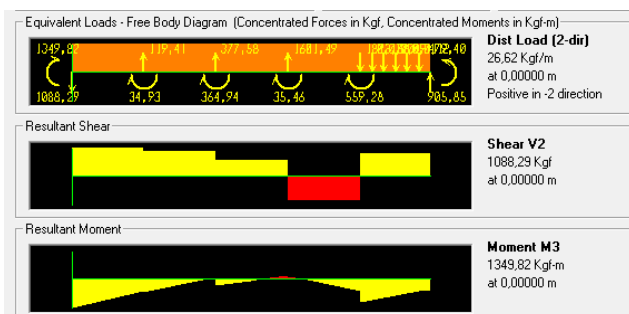 Equivalent Loads - Free Body Diagram (Concentrated Forces in Kgf, Concentrated Moments in Kgf-m)
1349,82 119,41 377,58 1601,49
1088,29 34,93 364,94 35,46 559,28 905,85
Dist Load (2-dir)
26,62 Kgf/m
at 0,00000 m
Positive in -2 direction
Resultant Shear
Shear V2
1088,29 Kgf
at 0,00000 m
Resultant Moment
Moment M3
1349,82 Kgf-m
at 0,00000 m